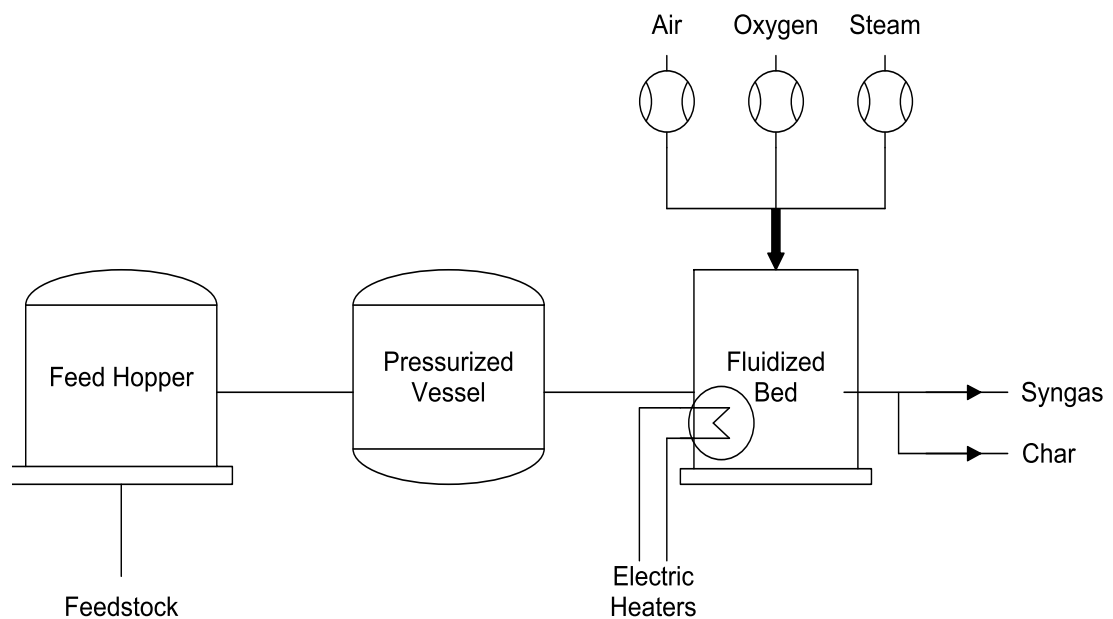 Air
Oxygen
Steam
Feed Hopper
Pressurized
Vessel
Fluidized
Bed
Syngas
Char
Electric
Heaters
Feedstock